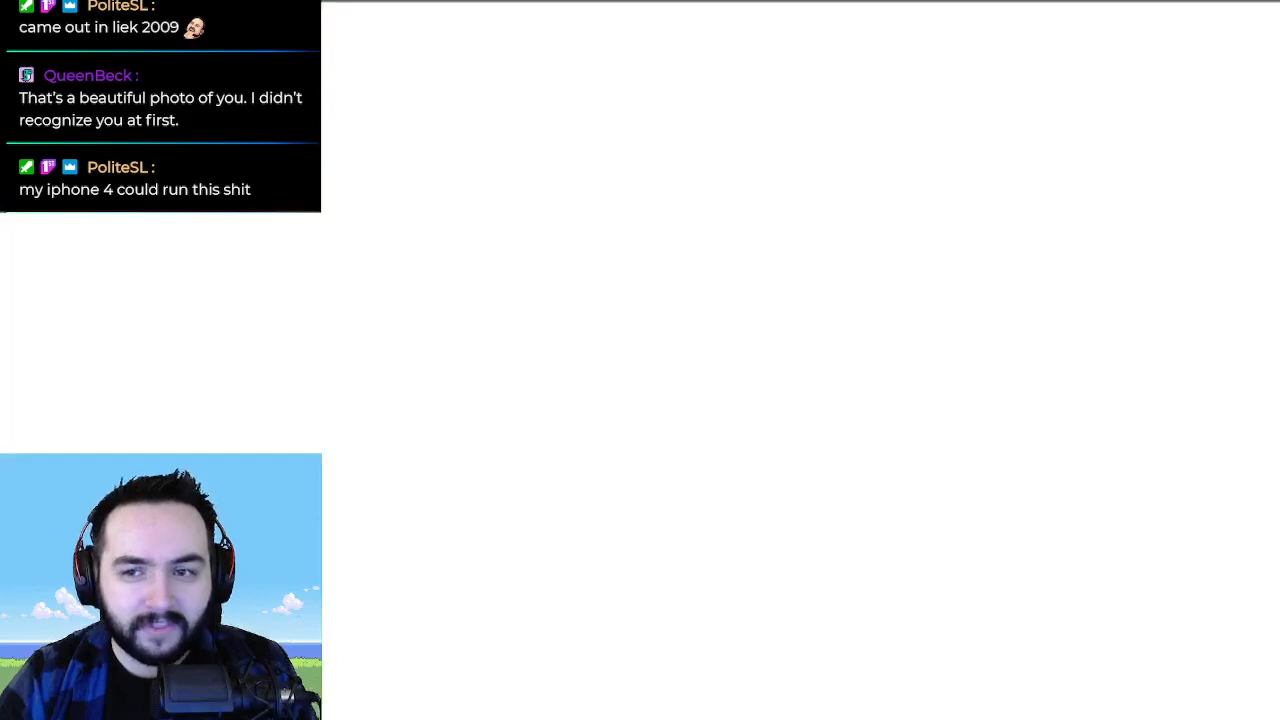 PoliteSL :
came out in liek 2009
QueenBeck :
That's a beautiful photo of you. I didn't
recognize you at first.
PoliteSL :
my iphone 4 could run this shit